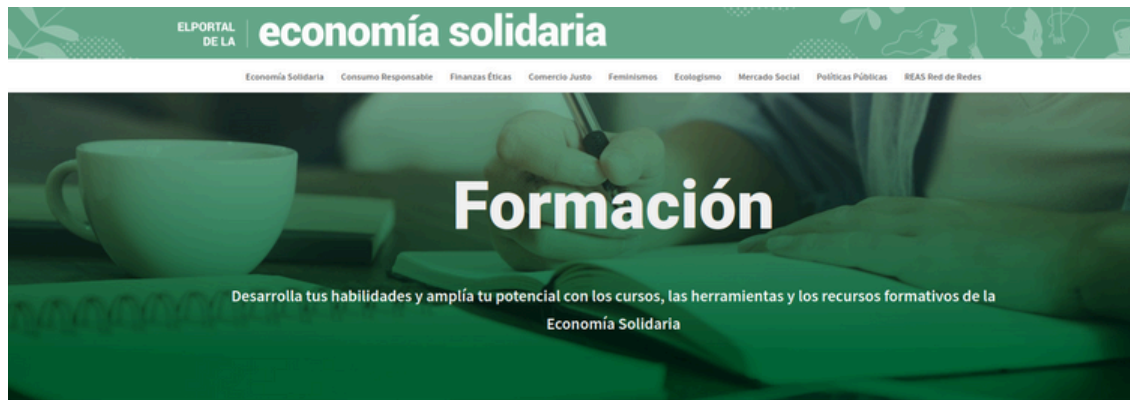 EL PORTAL
DE LA
economía solidaria
Economía Solidaria Consumo Responsable Finanzas Éticas Comercio Justo Feminismos Ecologismo Mercado Social Políticas Públicas REAS Red de Redes
Formación
Desarrolla tus habilidades y amplía tu potencial con los cursos, las herramientas y los recursos formativos de la
Economía Solidaria